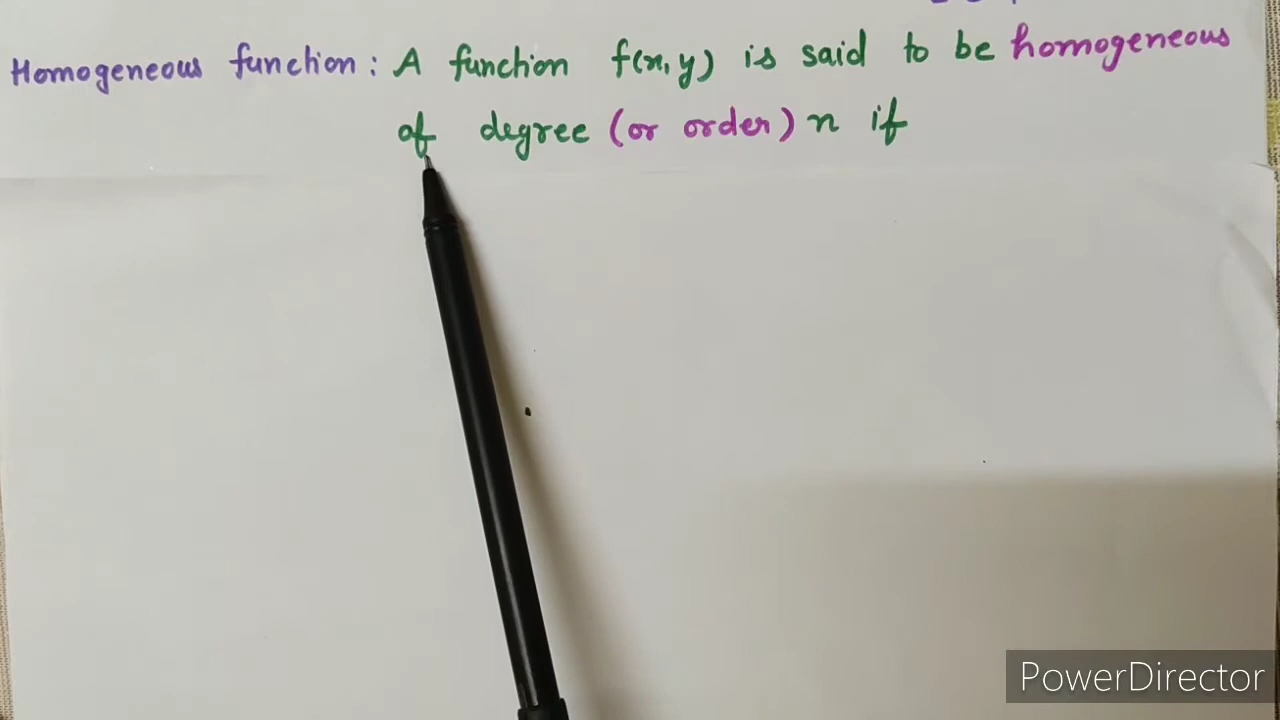 Homogeneous function: A function f(x,y) is said to be homogeneous
of degree (or order) n if
PowerDirector